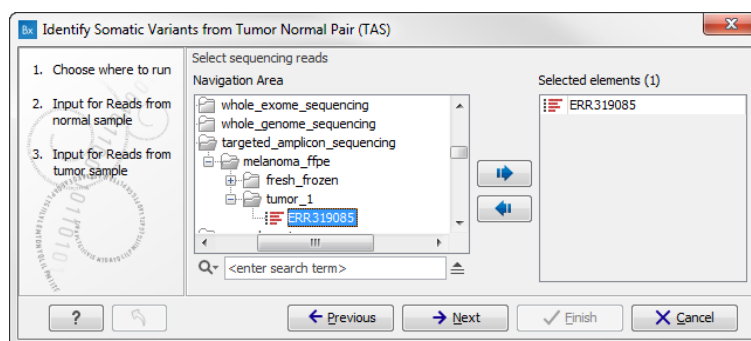 Bx Identify Somatic Variants from Tumor Normal Pair (TAS)
1. Choose where to run
2. Input for Reads from
normal sample
3. Input for Reads from
tumor sample
Select sequencing reads
Navigation Area
whole_exome_sequencing
whole_genome_sequencing
targeted_amplicon_sequencing
melanoma_ffpe
fresh_frozen
tumor_1
ERR319085
<enter search term>
Selected elements (1)
ERR319085
?
Previous
Next
Finish
Cancel